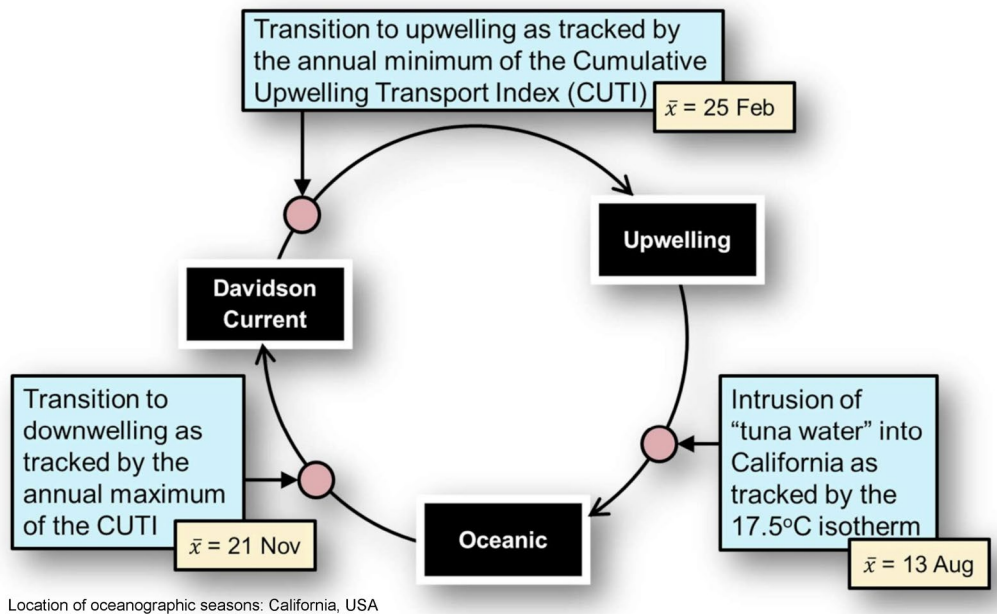 Transition to upwelling as tracked by
the annual minimum of the Cumulative
Upwelling Transport Index (CUTI)
x̄ = 25 Feb
Upwelling
Davidson
Current
Transition to
downwelling as
tracked by the
annual maximum
of the CUTI
x̄ = 21 Nov
Intrusion of
“tuna water” into
California as
tracked by the
17.5°C isotherm
x̄ = 13 Aug
Oceanic
Location of oceanographic seasons: California, USA